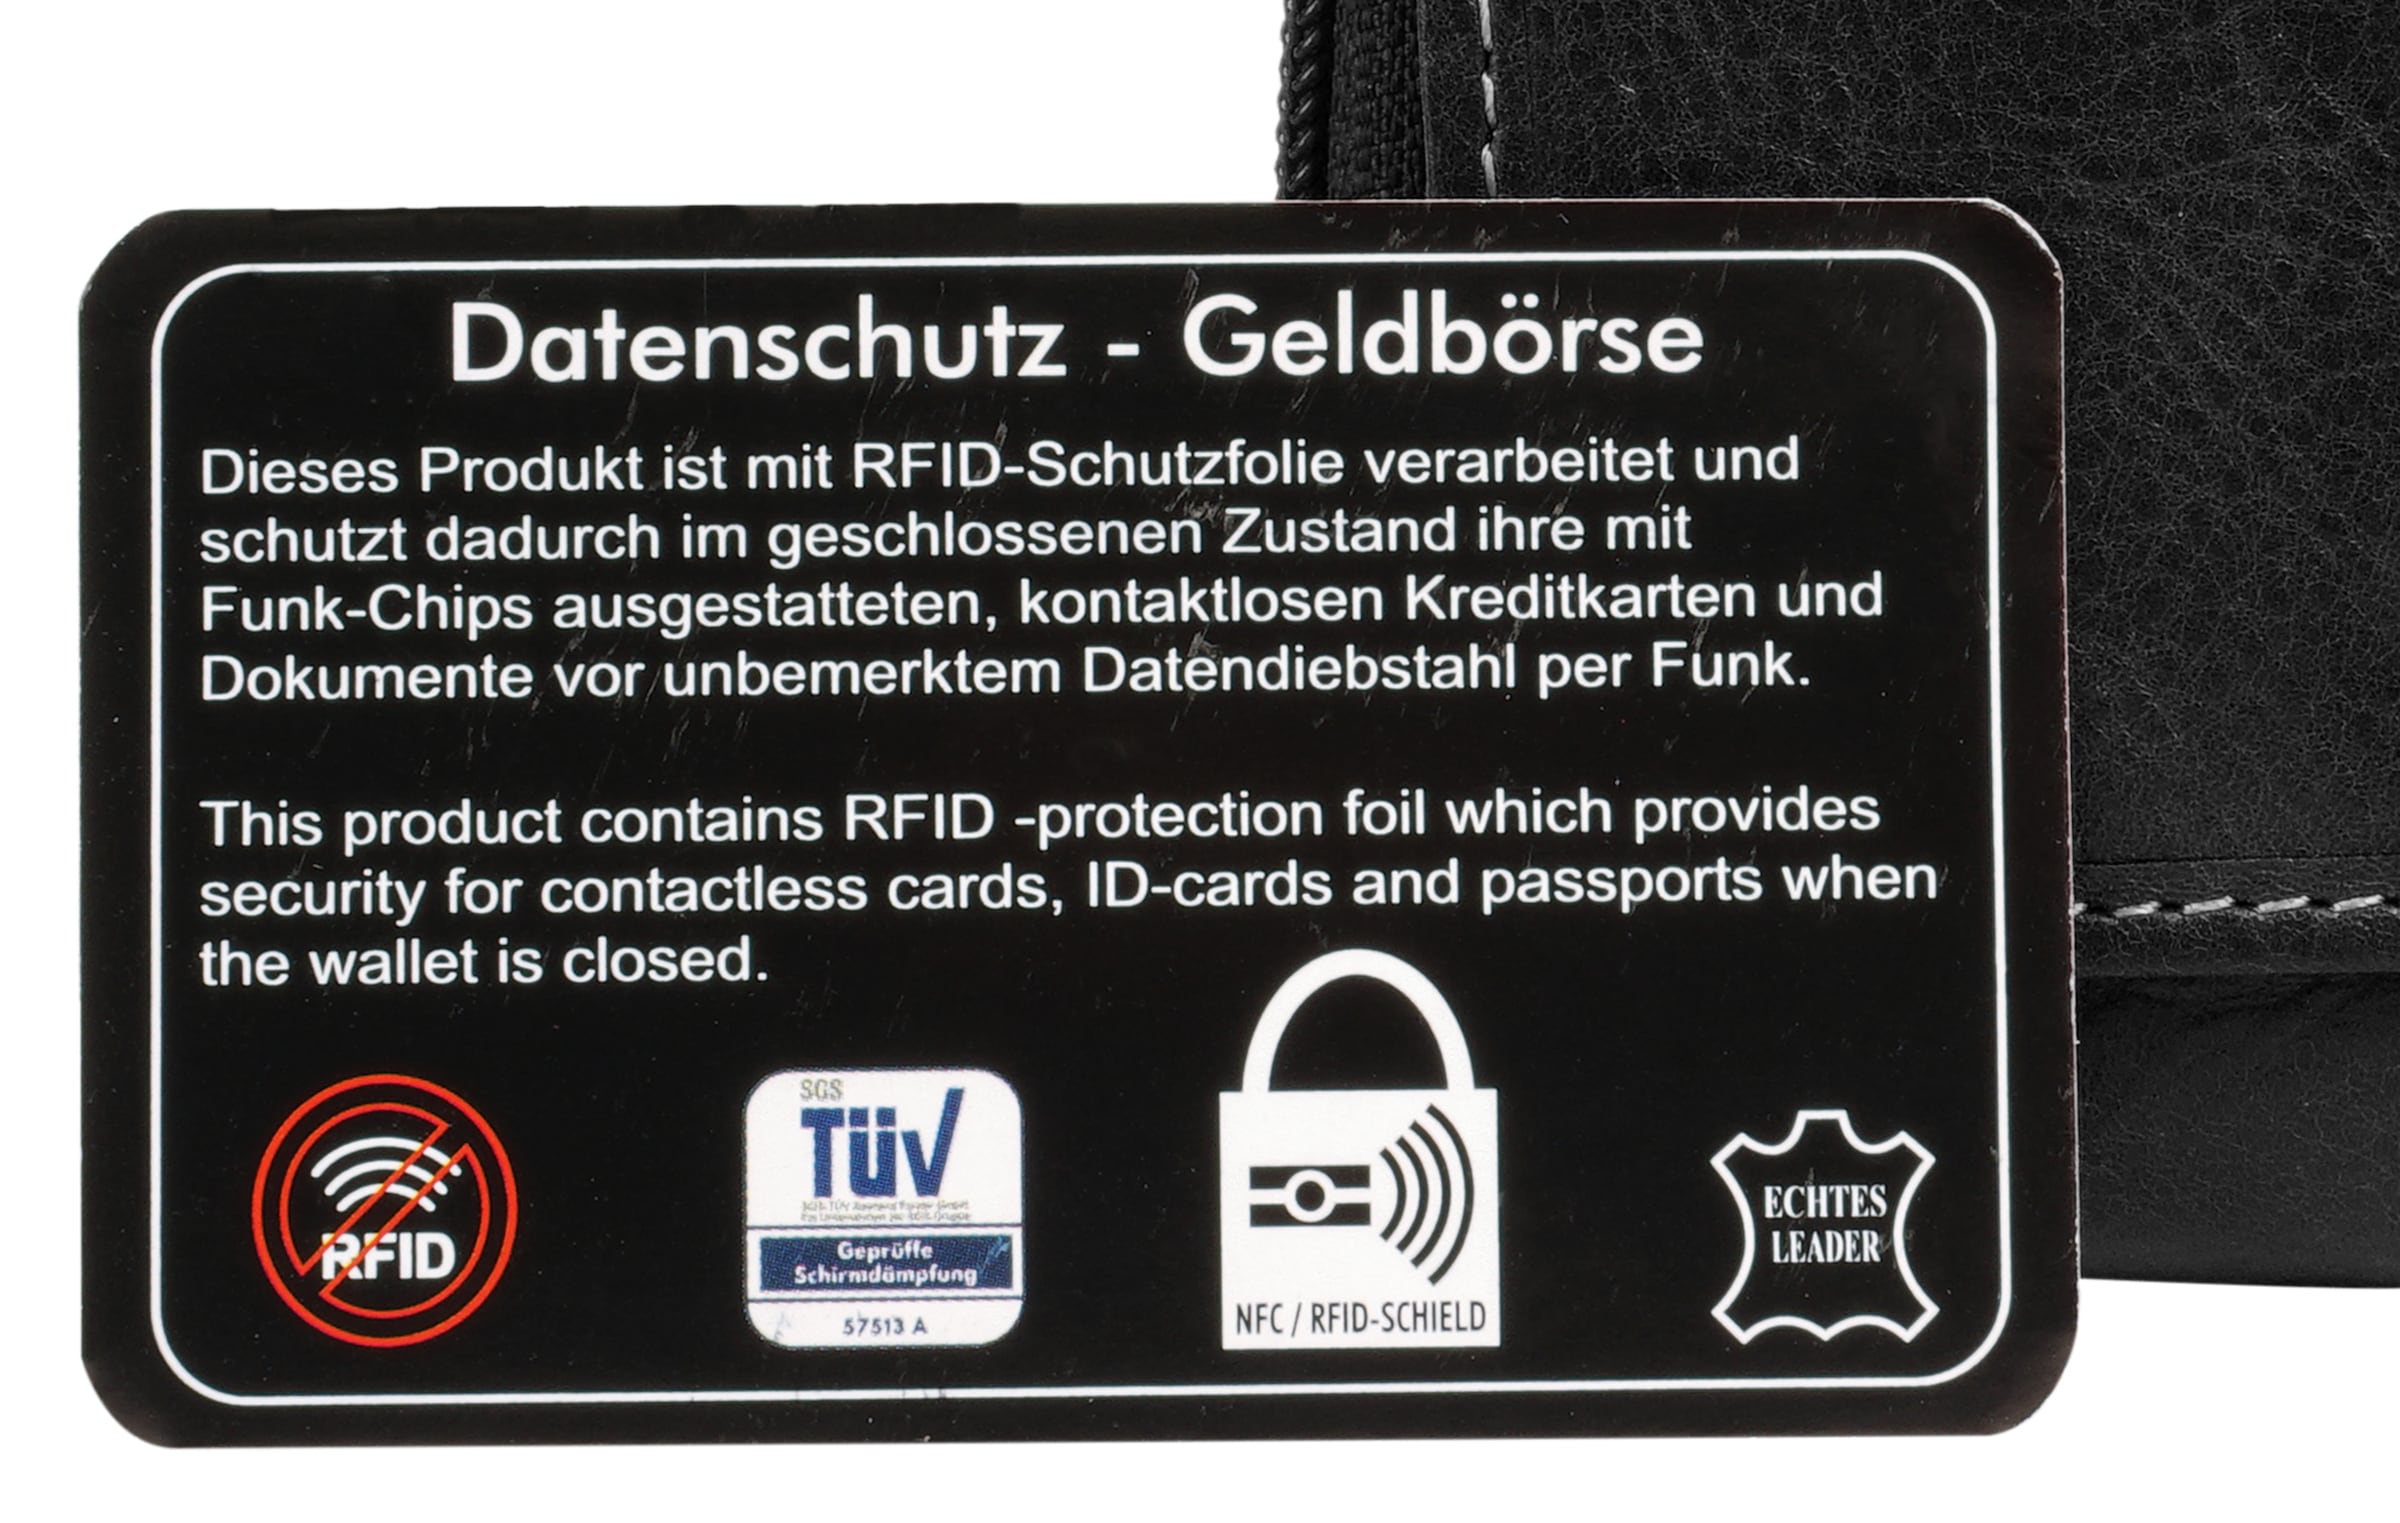 Datenschutz - Geldbörse
Dieses Produkt ist mit RFID-Schutzfolie verarbeitet und
schutzt dadurch im geschlossenen Zustand ihre mit
Funk-Chips ausgestatteten, kontaktlosen Kreditkarten und
Dokumente vor unbemerktem Datendiebstahl per Funk.
This product contains RFID -protection foil which provides
security for contactless cards, ID-cards and passports when
the wallet is closed.
RFID
SGS
TÜV
Geprüffe
Schirmdämpfung
57513 A
NFC / RFID-SCHIELD
ECHTES
LEADER